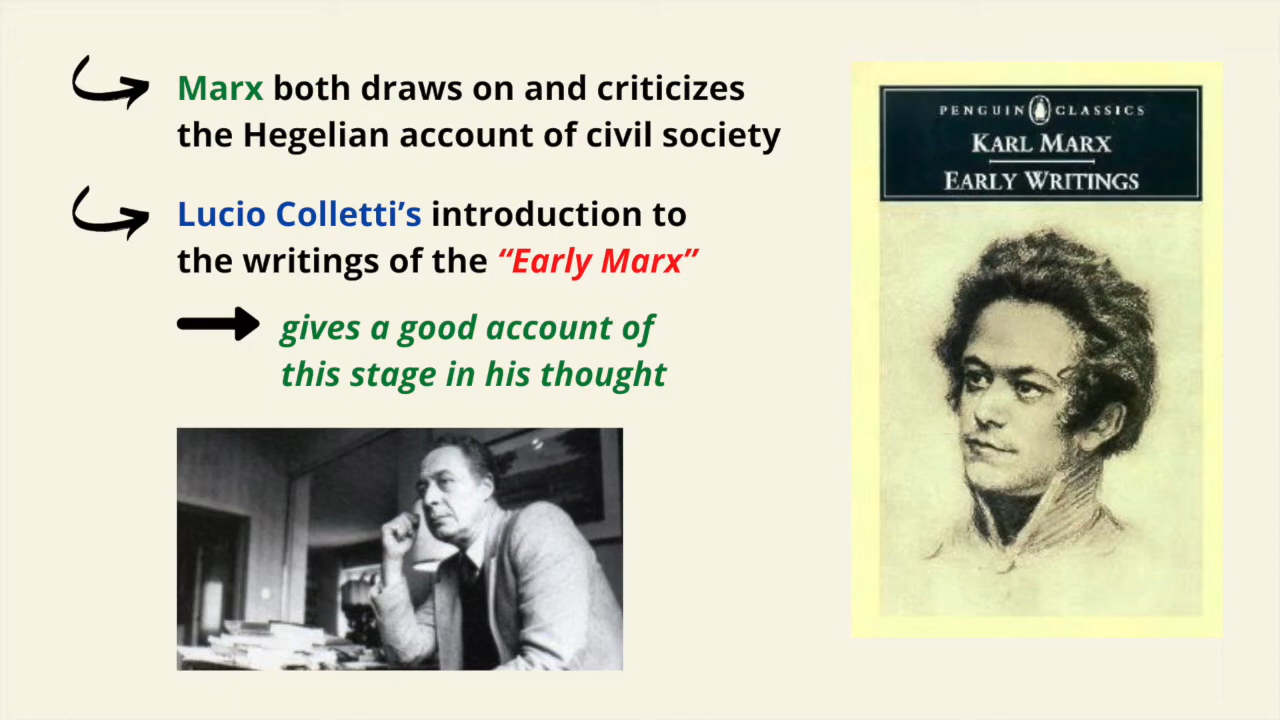 Marx both draws on and criticizes
the Hegelian account of civil society
Lucio Colletti’s introduction to
the writings of the “Early Marx”
gives a good account of
this stage in his thought
PENGUIN CLASSICS
KARL MARX
EARLY WRITINGS